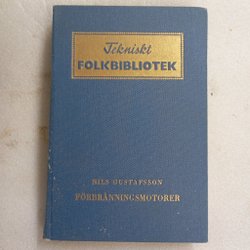 Tekniskt
FOLKBIBLIOTEK
NILS GUSTAFSSON
FÖRBRÄNNINGSMOTORER